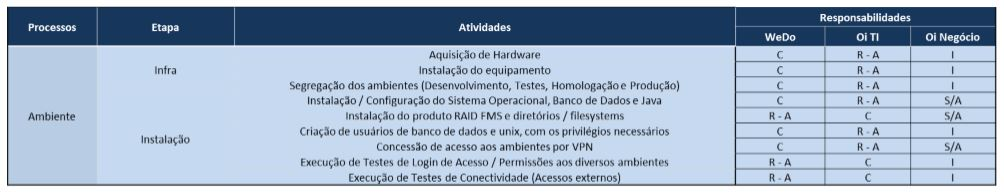 Processos Etapa Atividades Responsabilidades
WeDo Oi TI Oi Negócio
Ambiente
Infra
Aquisição de Hardware C R - A I
Instalação do equipamento C R - A I
Segregação dos ambientes (Desenvolvimento, Testes, Homologação e Produção) C R - A I
Instalação
Instalação / Configuração do Sistema Operacional, Banco de Dados e Java C R - A S/A
Instalação do produto RAID FMS e diretórios / filesystems R - A C S/A
Criação de usuários de banco de dados e unix, com os privilégios necessários C R - A I
Concessão de acesso aos ambientes por VPN C R - A S/A
Execução de Testes de Login de Acesso / Permissões aos diversos ambientes R - A C I
Execução de Testes de Conectividade (Acessos externos) R - A C I